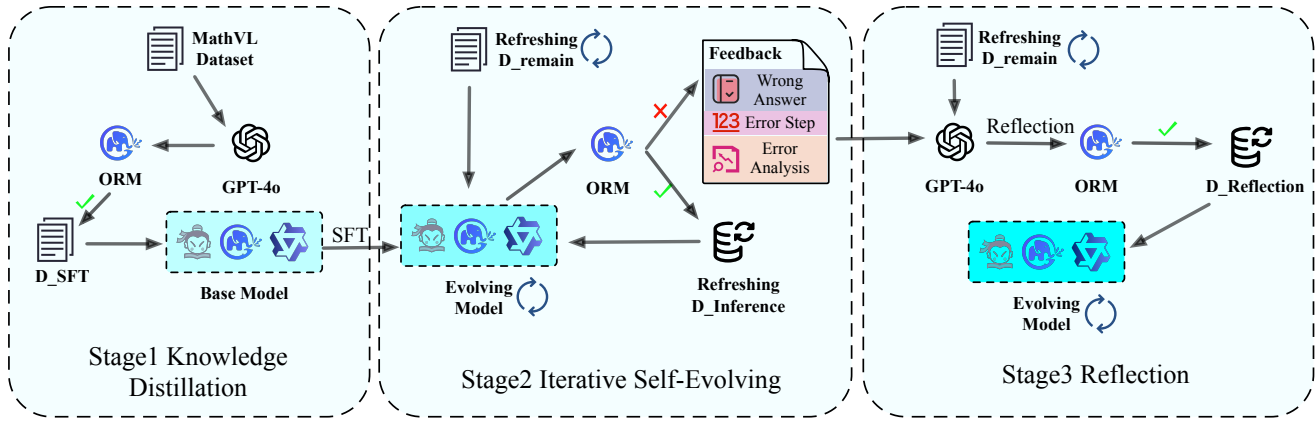 MathVL
Dataset
ORM
GPT-4o
D_SFT
Base Model
SFT
Stage1 Knowledge
Distillation
Refreshing
D_remain
ORM
Feedback
Wrong
Answer
123 Error Step
Error
Analysis
Evolving
Model
Refreshing
D_Inference
Stage2 Iterative Self-Evolving
Refreshing
D_remain
Reflection
GPT-4o
ORM
D_Reflection
Evolving
Model
Stage3 Reflection